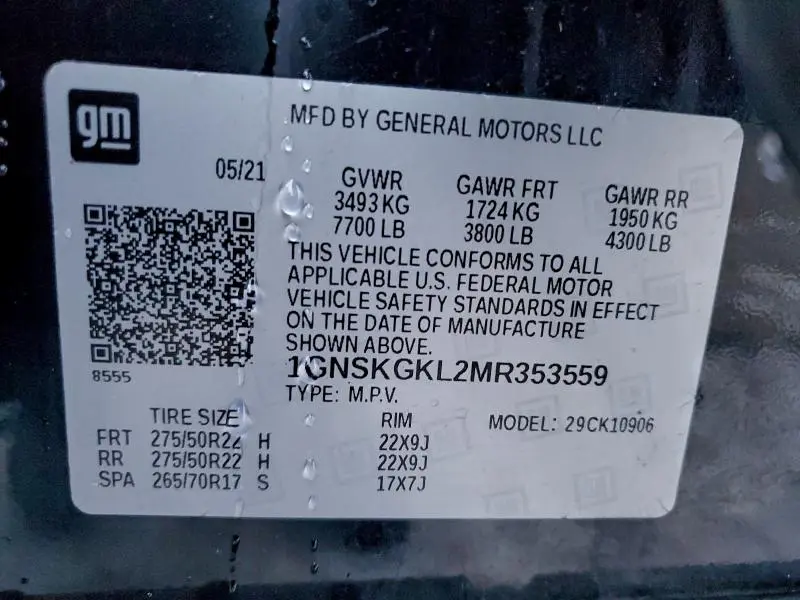 gm
MFD BY GENERAL MOTORS LLC
05/21
GVWR GAWR FRT GAWR RR
3493 KG 1724 KG 1950 KG
7700 LB 3800 LB 4300 LB
THIS VEHICLE CONFORMS TO ALL
APPLICABLE U.S. FEDERAL MOTOR
VEHICLE SAFETY STANDARDS IN EFFECT
ON THE DATE OF MANUFACTURE
SHOWN ABOVE.
8555
1GNSKGKL2MR353559
TYPE: M.P.V.
TIRE SIZE RIM MODEL: 29CK10906
FRT 275/50R22 H 22X9J
RR 275/50R22 H 22X9J
SPA 265/70R17 S 17X7J